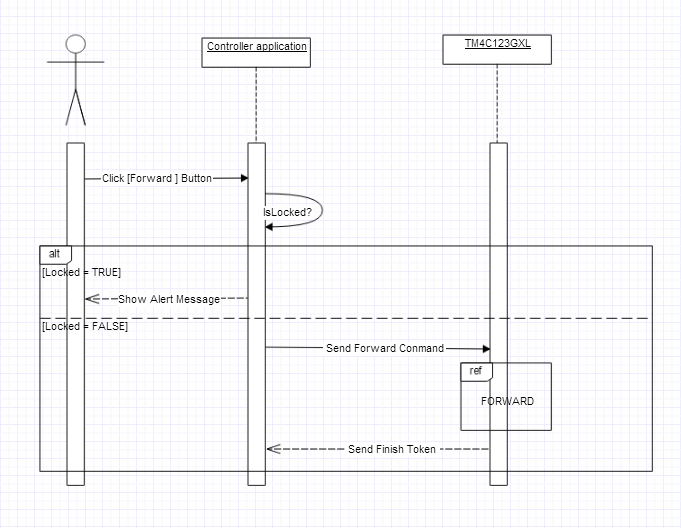 Controller application
TM4C123GXL
Click [Forward ] Button
IsLocked?
alt
[Locked = TRUE]
Show Alert Message
[Locked = FALSE]
Send Forward Conmand
ref
FORWARD
Send Finish Token